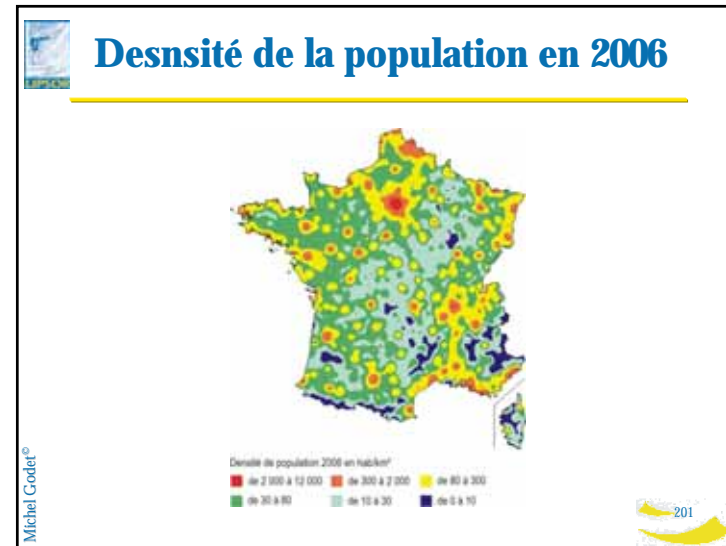 Desnsité de la population en 2006
Densité de population 2006 en hab/km²
de 2 000 à 12 000 de 300 à 2 000 de 80 à 300
de 30 à 80 de 10 à 30 de 0 à 10
Michel Godet©
201